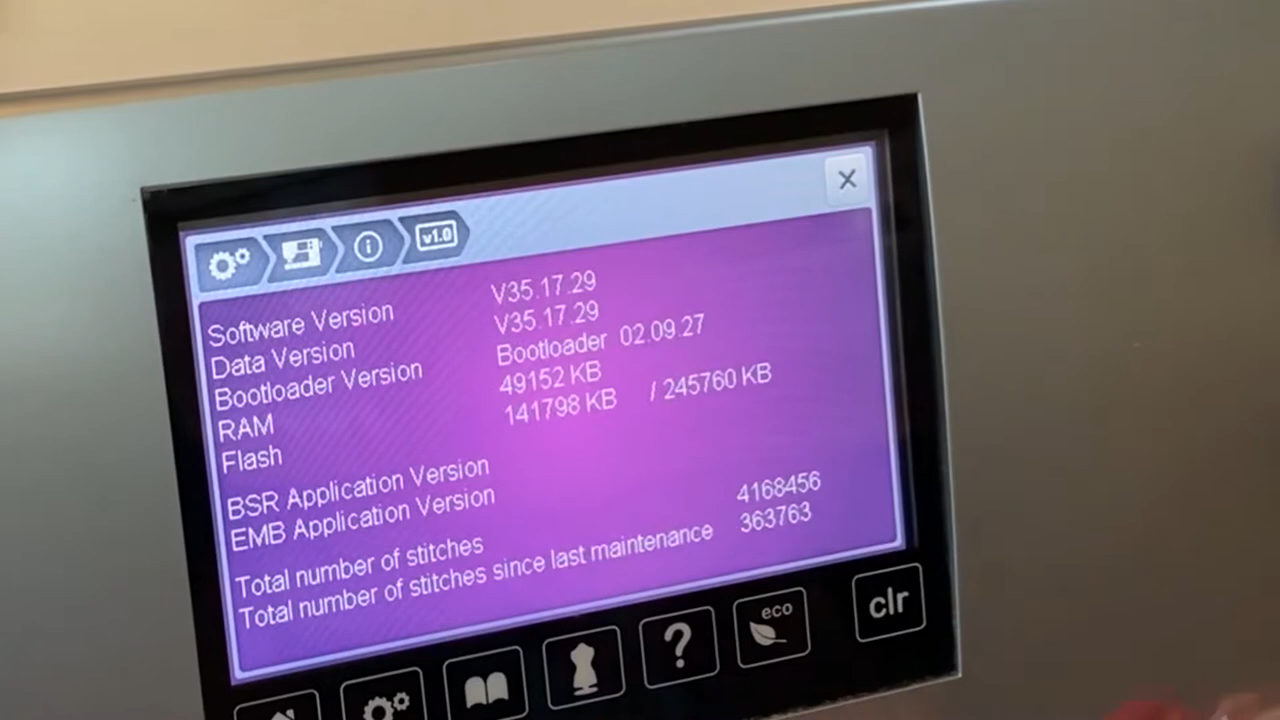 v1.0
Software Version V35.17.29
Data Version V35.17.29
Bootloader Version Bootloader 02.09.27
RAM 49152 KB
Flash 141798 KB / 245760 KB
BSR Application Version
EMB Application Version
Total number of stitches 4168456
Total number of stitches since last maintenance 363763
? eco clr